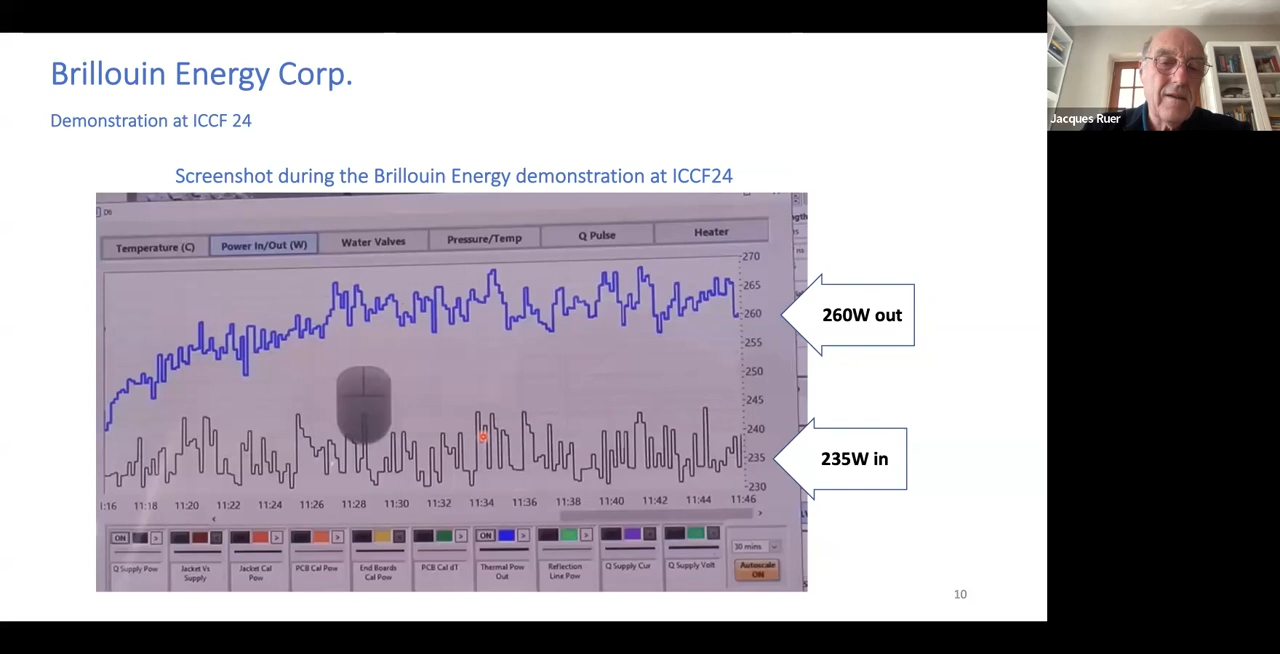 Brillouin Energy Corp.
Demonstration at ICCF 24
Jacques Ruer
Screenshot during the Brillouin Energy demonstration at ICCF24
Temperature (C) Power In/Out (W) Water Valves Pressure/Temp Q Pulse Heater
270
265
260
255
250
245
240
235
230
260W out
235W in
11:18 11:20 11:22 11:24 11:26 11:28 11:30 11:32 11:34 11:36 11:38 11:40 11:42 11:44 11:46
ON ON
Q Supply Pow
Jacket Vs
Supply
Jacket Cal
Pow
PCB Cal Pow
End Boards
Cal Pow
PCB Cal dT
Thermal Pow
Out
Reflection
Line Pow
Q Supply Cur
Q Supply Volt
30 mins
Autoscale
ON
10